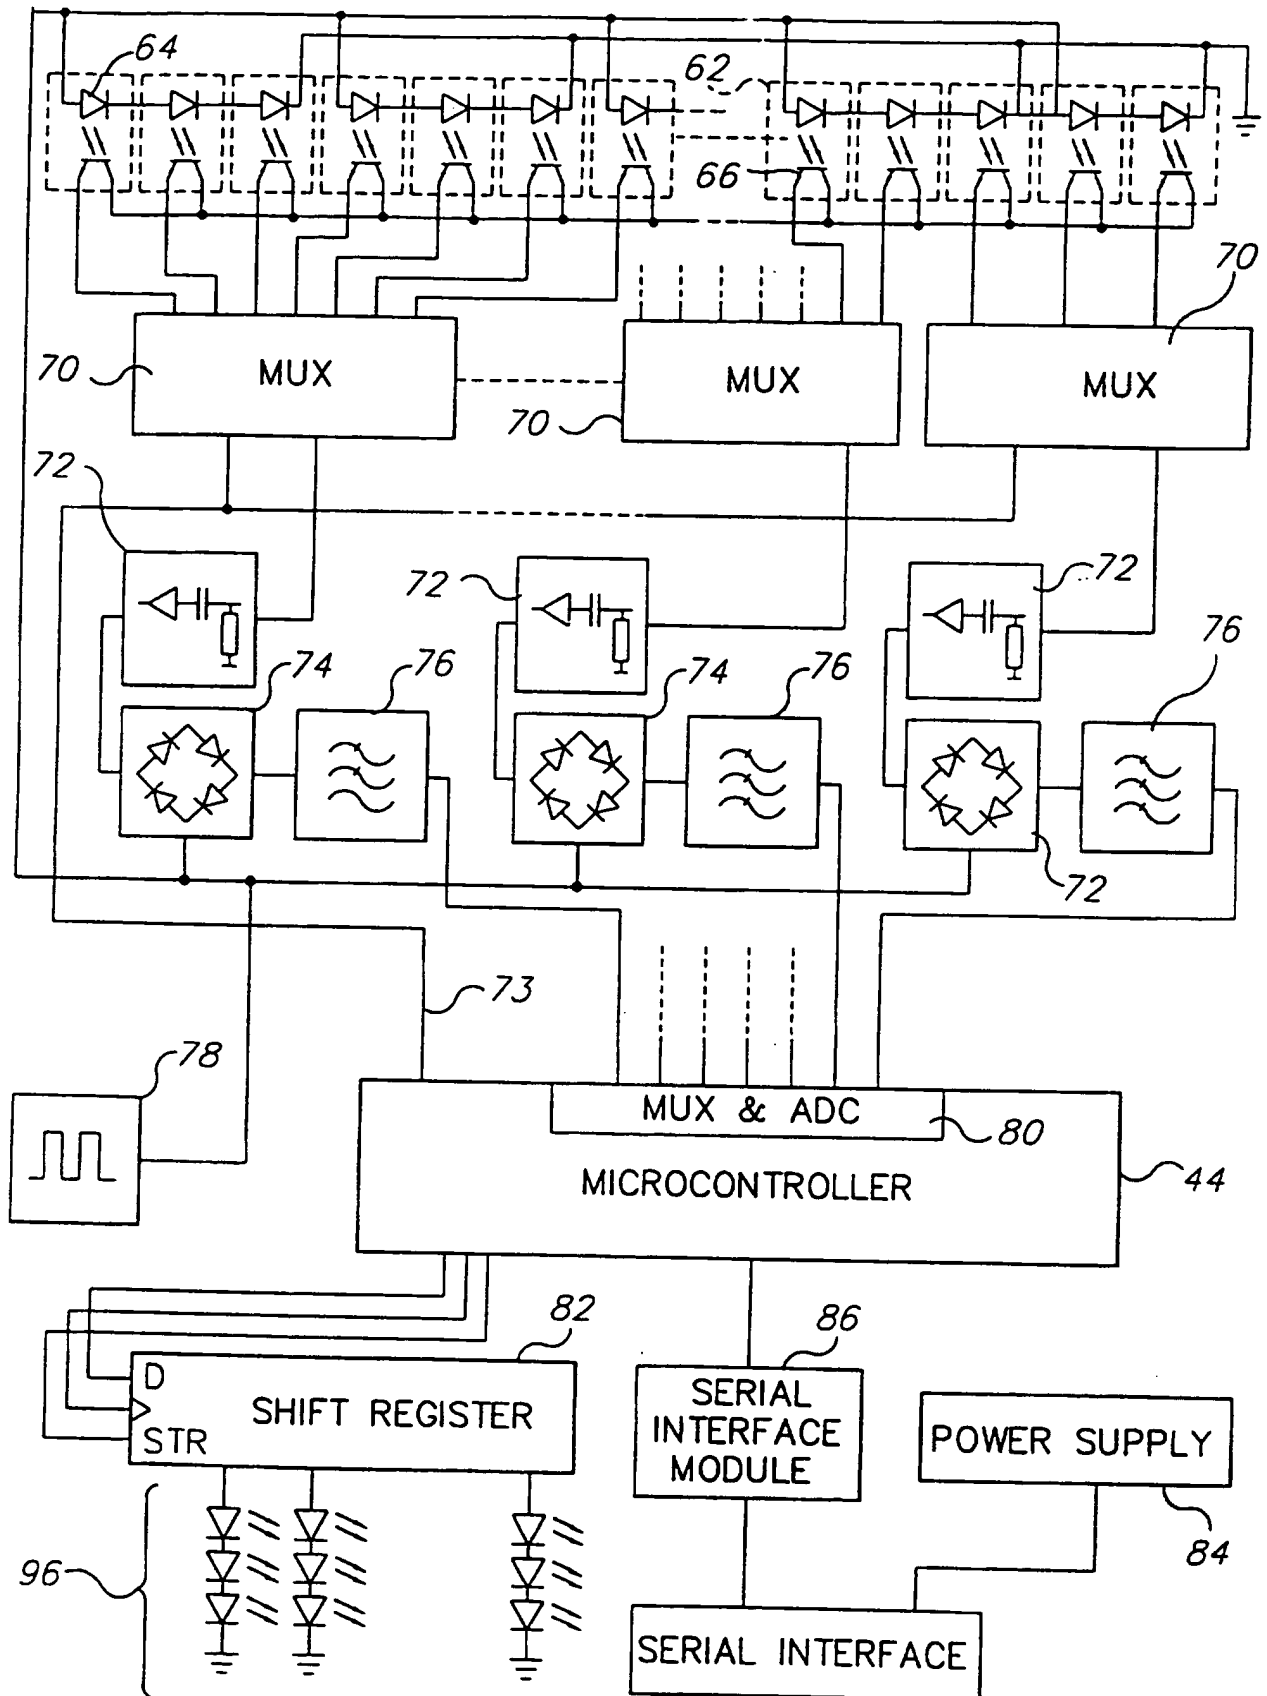 64
62
66
70
MUX
70
MUX
70
MUX
72
72
72
74
76
74
76
76
72
73
78
MUX & ADC
80
MICROCONTROLLER
44
82
86
D
SHIFT REGISTER
STR
SERIAL
INTERFACE
MODULE
POWER SUPPLY
84
96
SERIAL INTERFACE